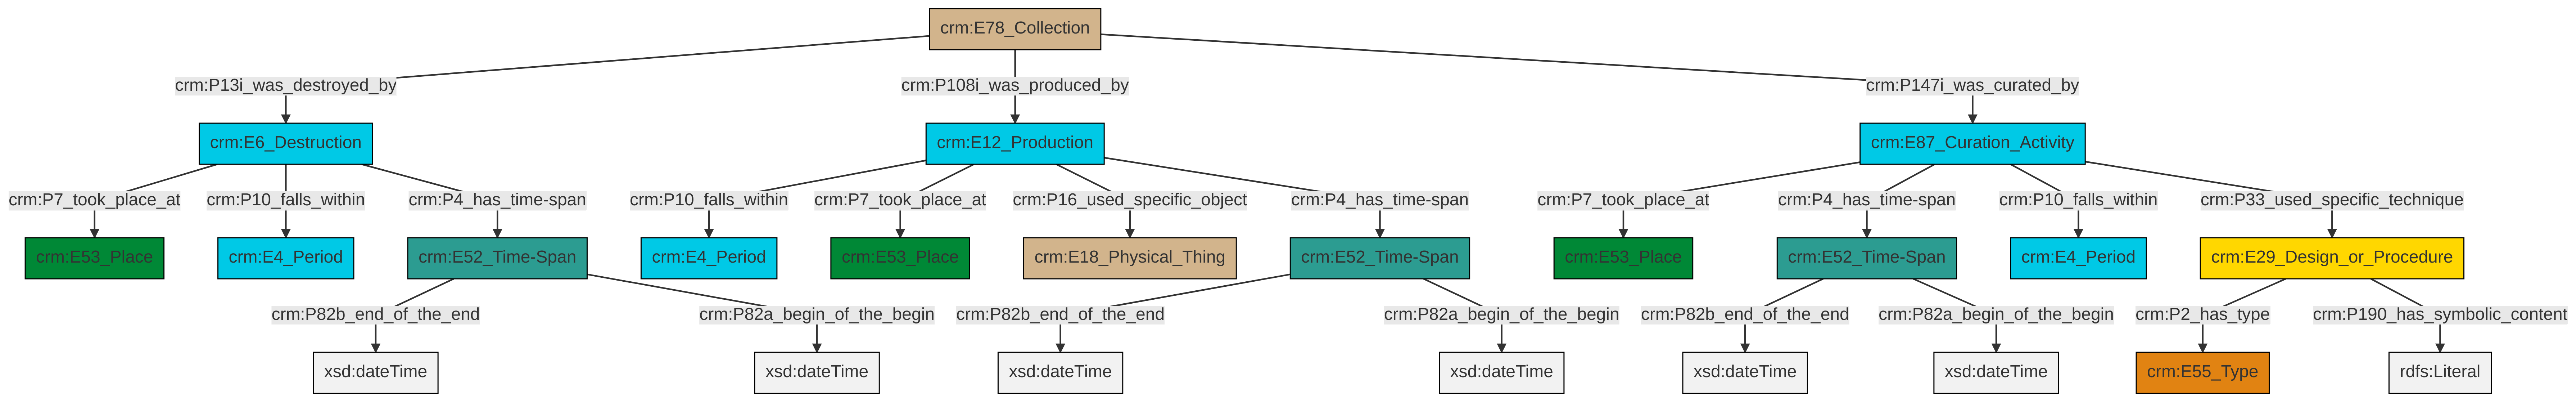 crm:E78_Collection
crm:P13i_was_destroyed_by
crm:P108i_was_produced_by
crm:P147i_was_curated_by
crm:E6_Destruction
crm:E12_Production
crm:E87_Curation_Activity
crm:P7_took_place_at
crm:P10_falls_within
crm:P4_has_time-span
crm:P10_falls_within
crm:P7_took_place_at
crm:P16_used_specific_object
crm:P4_has_time-span
crm:P7_took_place_at
crm:P4_has_time-span
crm:P10_falls_within
crm:P33_used_specific_technique
crm:E53_Place
crm:E4_Period
crm:E52_Time-Span
crm:E4_Period
crm:E53_Place
crm:E18_Physical_Thing
crm:E52_Time-Span
crm:E53_Place
crm:E52_Time-Span
crm:E4_Period
crm:E29_Design_or_Procedure
crm:P82b_end_of_the_end
crm:P82a_begin_of_the_begin
crm:P82b_end_of_the_end
crm:P82a_begin_of_the_begin
crm:P82b_end_of_the_end
crm:P82a_begin_of_the_begin
crm:P2_has_type
crm:P190_has_symbolic_content
xsd:dateTime
xsd:dateTime
xsd:dateTime
xsd:dateTime
xsd:dateTime
xsd:dateTime
crm:E55_Type
rdfs:Literal